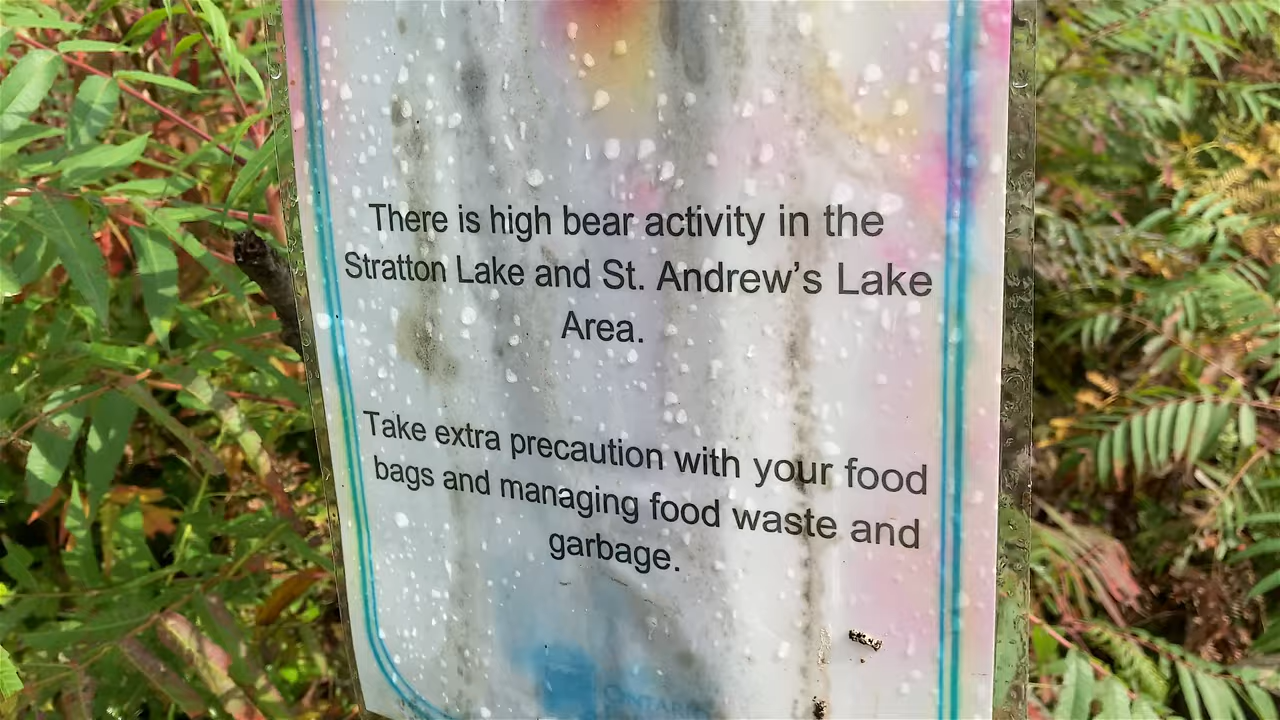 There is high bear activity in the
Stratton Lake and St. Andrew’s Lake
Area.
Take extra precaution with your food
bags and managing food waste and
garbage.